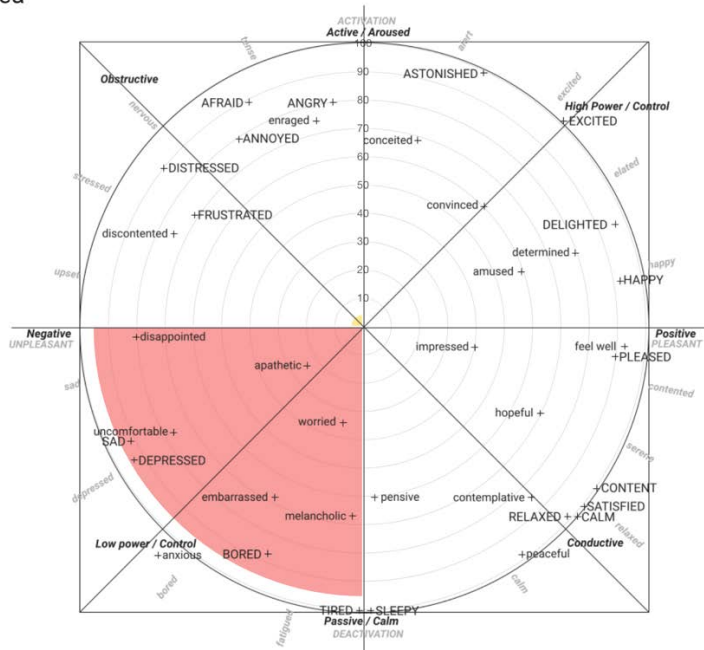 ed
ACTIVATION
Active / Aroused
100
tense
alert
ASTONISHED
90
Obstructive
excited
AFRAID
ANGRY
80
High Power / Control
nervous
enraged
EXCITED
70
ANNOYED
conceited
60
DISTRESSED
elated
50
stressed
convinced
FRUSTRATED
40
DELIGHTED
discontented
30
determined
20
amused
upset
happy
HAPPY
10
Negative
Positive
UNPLEASANT
PLEASANT
disappointed
impressed
feel well
PLEASED
apathetic
sad
contented
worried
hopeful
uncomfortable
SAD
serene
DEPRESSED
depressed
CONTENT
embarrassed
pensive
contemplative
SATISFIED
melancholic
RELAXED
CALM
relaxed
Low power / Control
Conductive
anxious
BORED
peaceful
bored
calm
fatigued
TIRED
SLEEPY
Passive / Calm
DEACTIVATION